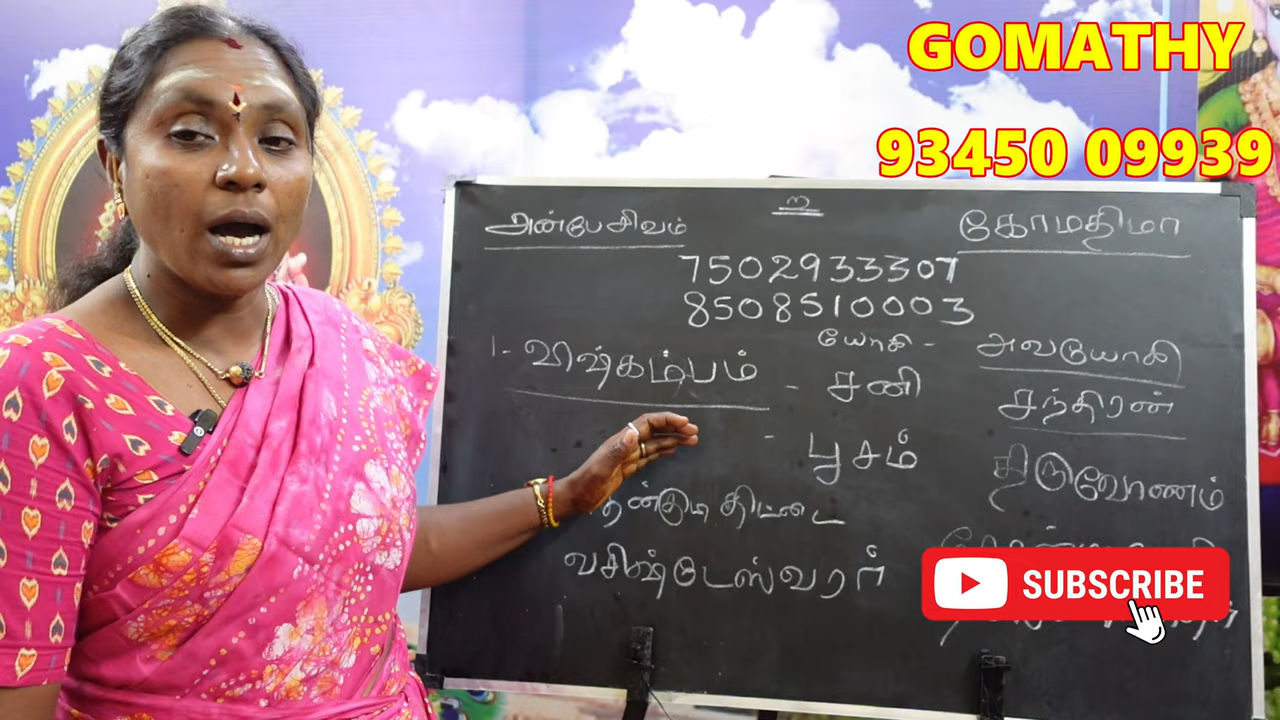 GOMATHY
93450 09939
உ
அன்பே சிவம்
கோமதிமா
7502933307
8508510003
1- விஷ்கம்பம்
யோகி - அவயோகி
- சனி சந்திரன்
- பூசம் திருவோணம்
தென்குடி திட்டை
வசிஷ்டேஸ்வரர்
SUBSCRIBE